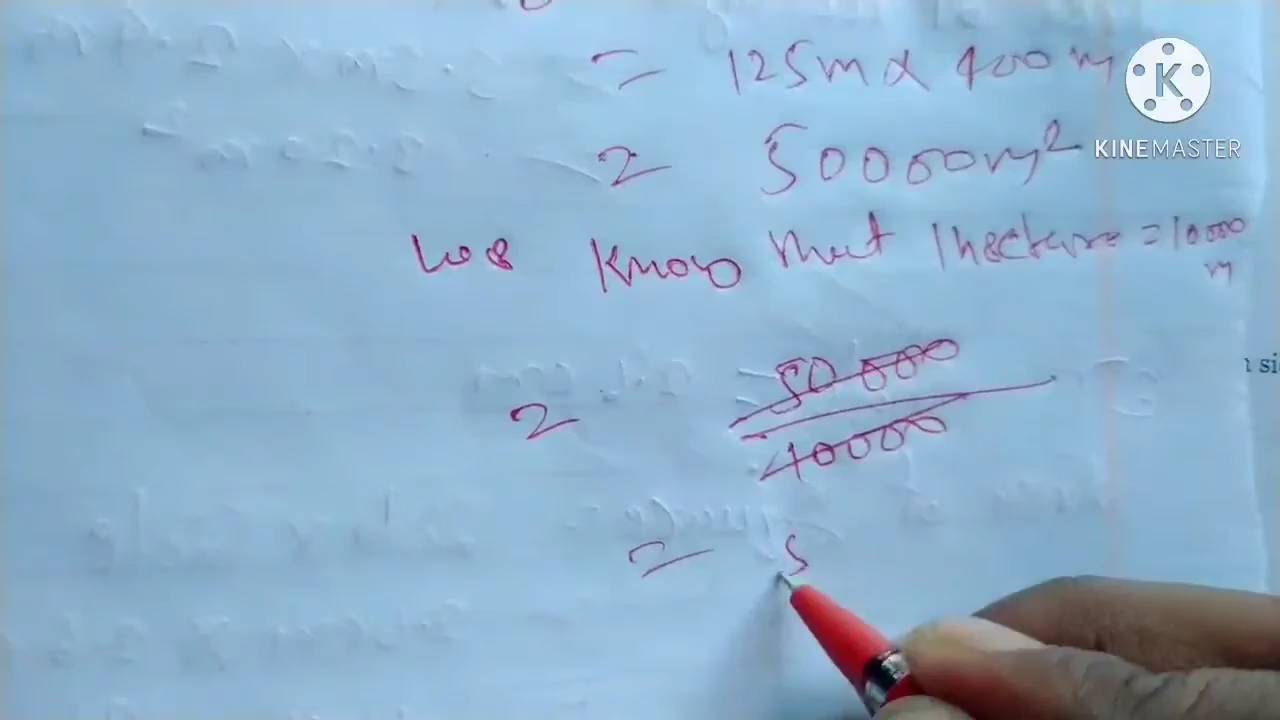 = 125m x 400m
= 50000m²
We know that 1hectare = 10000
m
= 50000
10000
= 5
K
KINEMASTER